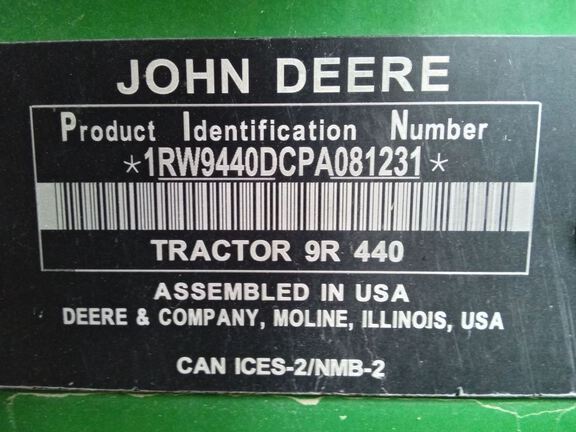 JOHN DEERE
Product Identification Number
*1RW9440DCPA081231*
TRACTOR 9R 440
ASSEMBLED IN USA
DEERE & COMPANY, MOLINE, ILLINOIS, USA
CAN ICES-2/NMB-2